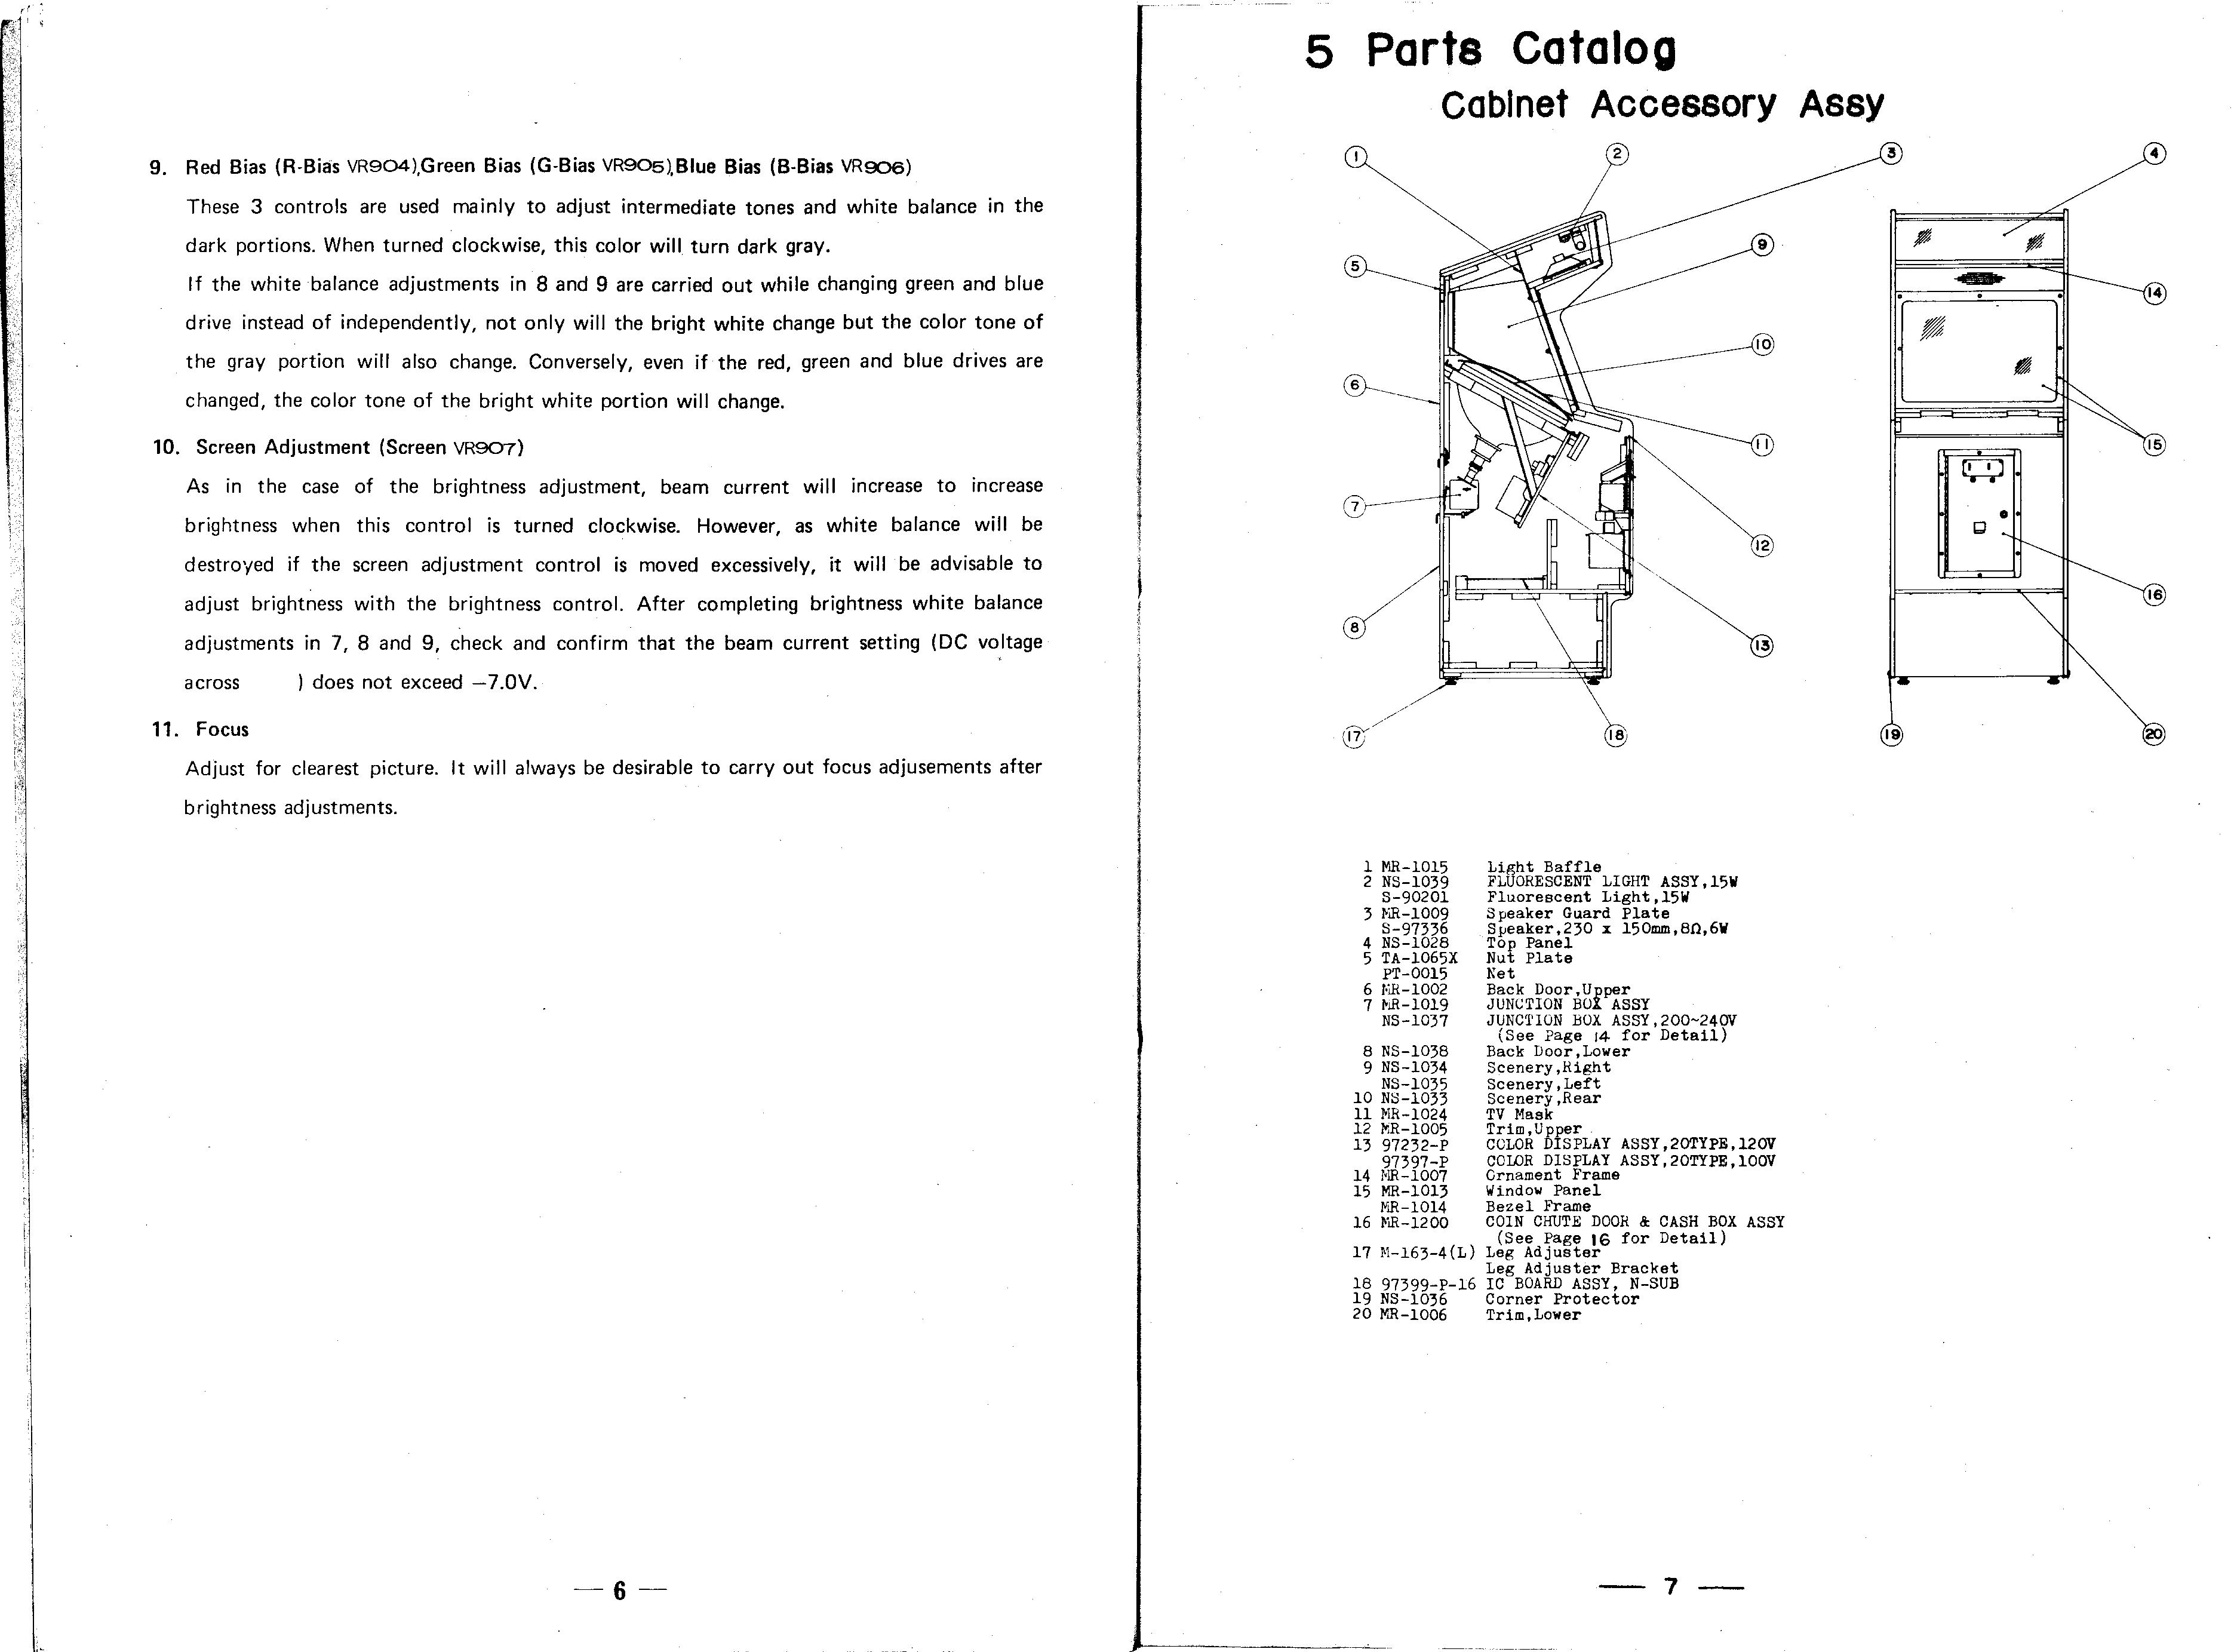 9. Red Bias (R-Bias VR904),Green Bias (G-Bias VR905),Blue Bias (B-Bias VR906)
These 3 controls are used mainly to adjust intermediate tones and white balance in the
dark portions. When turned clockwise, this color will turn dark gray.
If the white balance adjustments in 8 and 9 are carried out while changing green and blue
drive instead of independently, not only will the bright white change but the color tone of
the gray portion will also change. Conversely, even if the red, green and blue drives are
changed, the color tone of the bright white portion will change.
10. Screen Adjustment (Screen VR907)
As in the case of the brightness adjustment, beam current will increase to increase
brightness when this control is turned clockwise. However, as white balance will be
destroyed if the screen adjustment control is moved excessively, it will be advisable to
adjust brightness with the brightness control. After completing brightness white balance
adjustments in 7, 8 and 9, check and confirm that the beam current setting (DC voltage
across ) does not exceed −7.0V.
11. Focus
Adjust for clearest picture. It will always be desirable to carry out focus adjusements after
brightness adjustments.
— 6 —
5 Parts Catalog
Cabinet Accessory Assy
1
2
3
4
5
9
14
10
6
11
15
7
12
16
8
13
17
18
19
20
1 MR-1015 Light Baffle
2 NS-1039 FLUORESCENT LIGHT ASSY,15W
S-90201 Fluorescent Light,15W
3 MR-1009 Speaker Guard Plate
S-97336 Speaker,230 x 150mm,8Ω,6W
4 NS-1028 Top Panel
5 TA-1065X Nut Plate
PT-0015 Net
6 MR-1002 Back Door,Upper
7 MR-1019 JUNCTION BOX ASSY
NS-1037 JUNCTION BOX ASSY,200~240V
(See Page 14 for Detail)
8 NS-1038 Back Door,Lower
9 NS-1034 Scenery,Right
NS-1035 Scenery,Left
10 NS-1033 Scenery,Rear
11 MR-1024 TV Mask
12 MR-1005 Trim,Upper
13 97232-P COLOR DISPLAY ASSY,20TYPE,120V
97397-P COLOR DISPLAY ASSY,20TYPE,100V
14 MR-1007 Ornament Frame
15 MR-1013 Window Panel
MR-1014 Bezel Frame
16 MR-1200 COIN CHUTE DOOR & CASH BOX ASSY
(See Page 16 for Detail)
17 M-163-4(L) Leg Adjuster
Leg Adjuster Bracket
18 97399-P-16 IC BOARD ASSY, N-SUB
19 NS-1036 Corner Protector
20 MR-1006 Trim,Lower
— 7 —